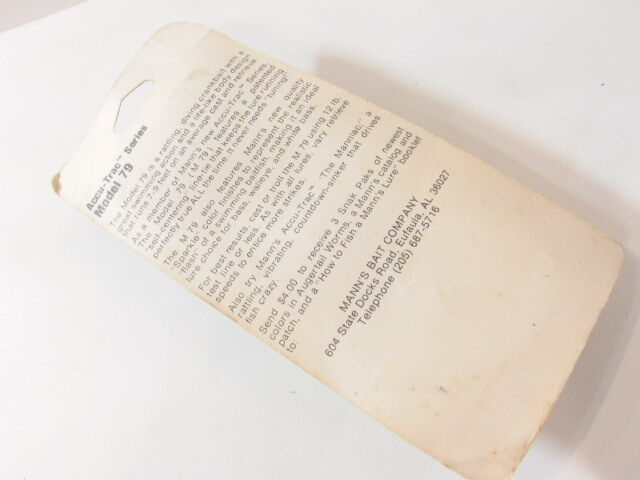 Accu-Trac™ Series
Model 79
The Model 79 is a rattling, diving crankbait with a
great swimming action and a life-like body design
that runs 7-9 feet on an average cast and retrieve
As a member of Mann's new Accu-Trac™ Series,
The Model 79 (M 79) features a patented
self-centering line-tie that keeps the lure running
perfectly true ALL the time. It never needs tuning!
The M 79 also features Mann's new quality
"Sparkle" color finishes to represent the realistic
"flash" of a swimming baitfish, making it an ideal
lure choice for bass, walleye, and white bass.
For best results, cast or troll the M 79 using 12 lb.
test line or less. As with all lures, vary retrieve
speeds to entice more strikes.
Also try Mann's Accu-Trac™ "The Manniac," a
rattling, vibrating, countdown-sinker that drives
fish crazy
Send $4.00 to receive 3 Snak Paks of newest
colors in Augertail Worms, a Mann's catalog and
patch, and a "How to Fish a Mann's Lure" booklet
to:
MANN'S BAIT COMPANY
604 State Docks Road, Eufaula, AL 36027
Telephone (205) 687-5716